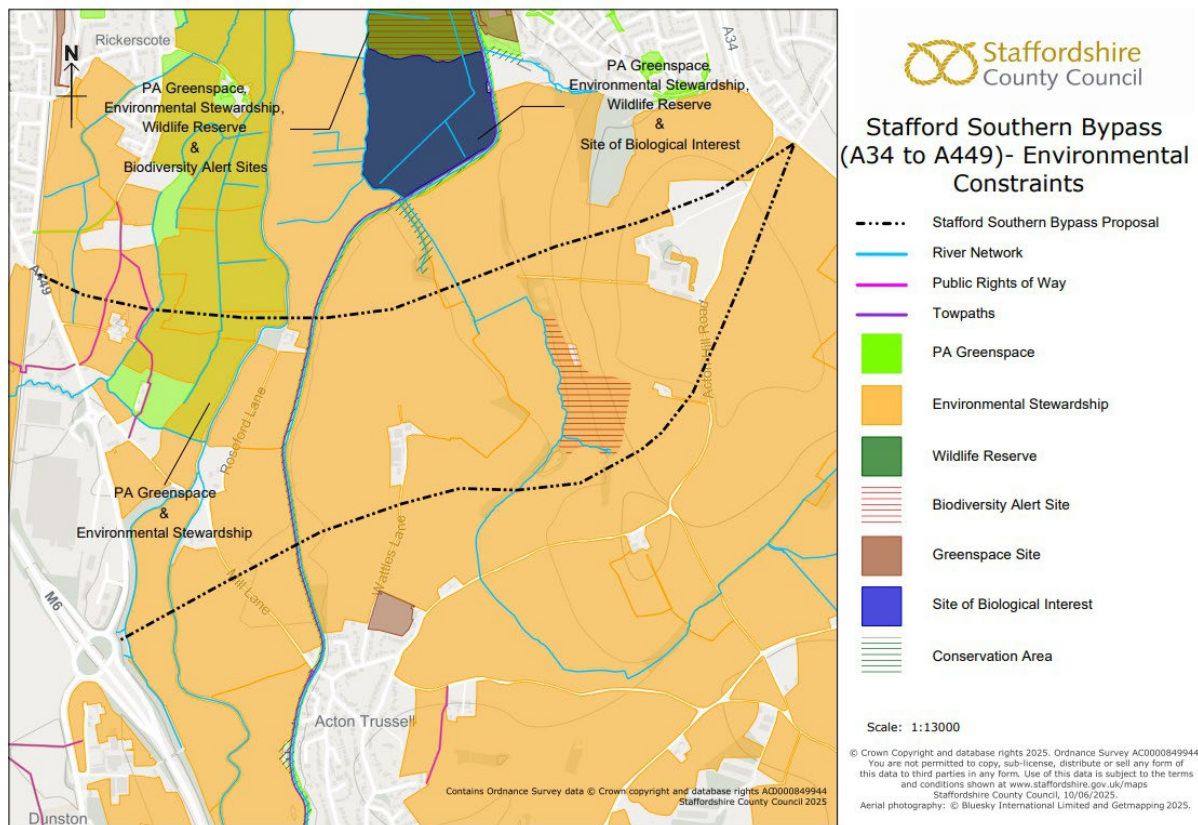 Rickerscote
N
PA Greenspace,
Environmental Stewardship,
Wildlife Reserve
&
Biodiversity Alert Sites
PA Greenspace,
Environmental Stewardship,
Wildlife Reserve
&
Site of Biological Interest
A34
A449
Acton Hill Road
Roseford Lane
PA Greenspace
&
Environmental Stewardship
Wattles Lane
Mill Lane
M6
Acton Trussell
Dunston
Contains Ordnance Survey data © Crown copyright and database rights AC0000849944
Staffordshire County Council 2025
Staffordshire
County Council
Stafford Southern Bypass
(A34 to A449)- Environmental
Constraints
Stafford Southern Bypass Proposal
River Network
Public Rights of Way
Towpaths
PA Greenspace
Environmental Stewardship
Wildlife Reserve
Biodiversity Alert Site
Greenspace Site
Site of Biological Interest
Conservation Area
Scale: 1:13000
© Crown Copyright and database rights 2025. Ordnance Survey AC0000849944
You are not permitted to copy, sub-license, distribute or sell any form of
this data to third parties in any form. Use of this data is subject to the terms
and conditions shown at www.staffordshire.gov.uk/maps
Staffordshire County Council, 10/06/2025.
Aerial photography: © Bluesky International Limited and Getmapping 2025.